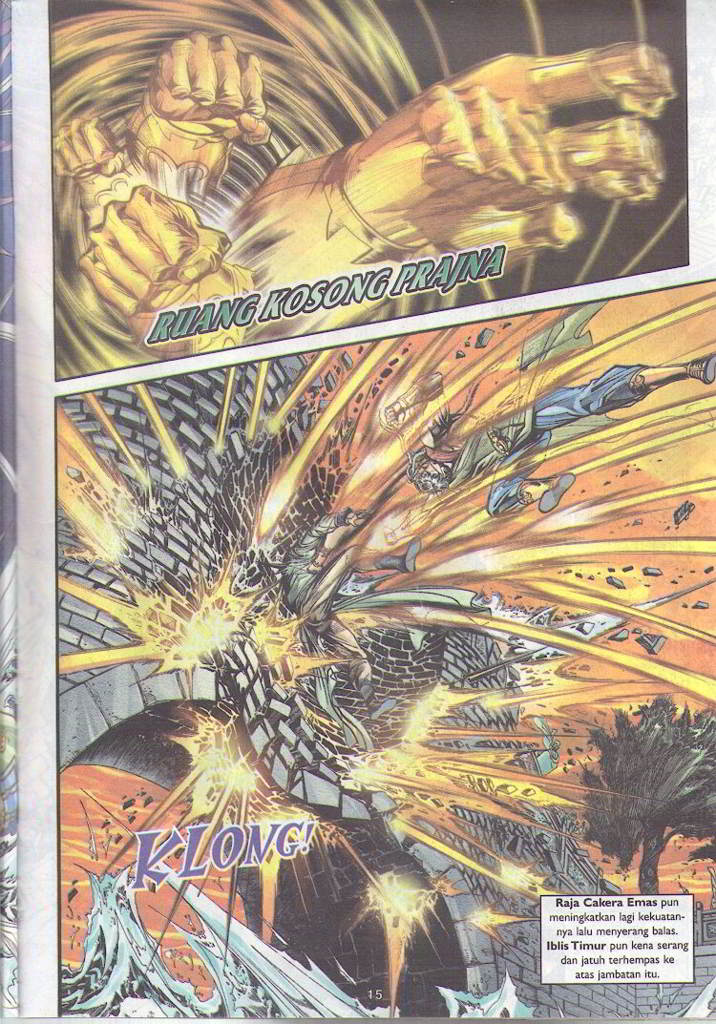 RUANG KOSONG PRAJNA
KLONG!
Raja Cakera Emas pun
meningkatkan lagi kekuatan-
nya lalu menyerang balas.
Iblis Timur pun kena serang
dan jatuh terhempas ke
atas jambatan itu.
15